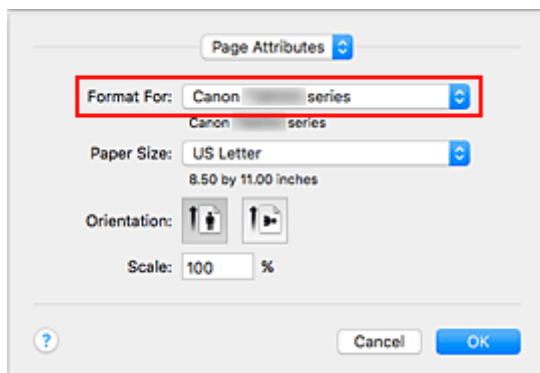 Page Attributes
Format For: Canon series
Canon series
Paper Size: US Letter
8.50 by 11.00 inches
Orientation:
Scale: 100 %
? Cancel OK